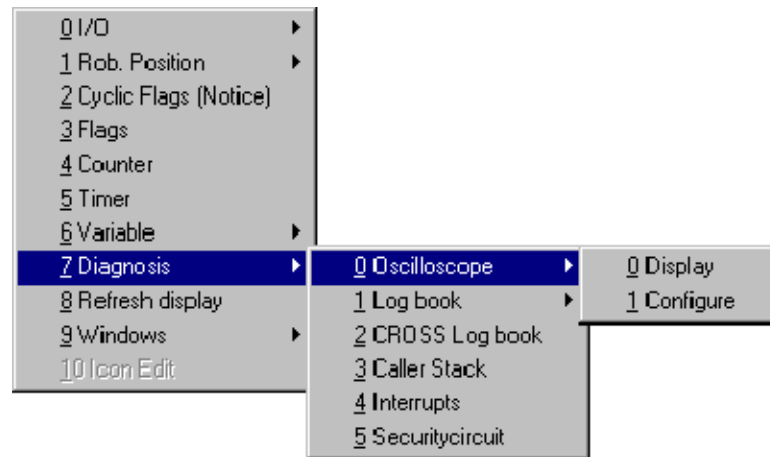 0 I/O
1 Rob. Position
2 Cyclic Flags (Notice)
3 Flags
4 Counter
5 Timer
6 Variable
7 Diagnosis
8 Refresh display
9 Windows
10 Icon Edit
0 Oscilloscope
1 Log book
2 CROSS Log book
3 Caller Stack
4 Interrupts
5 Securitycircuit
0 Display
1 Configure